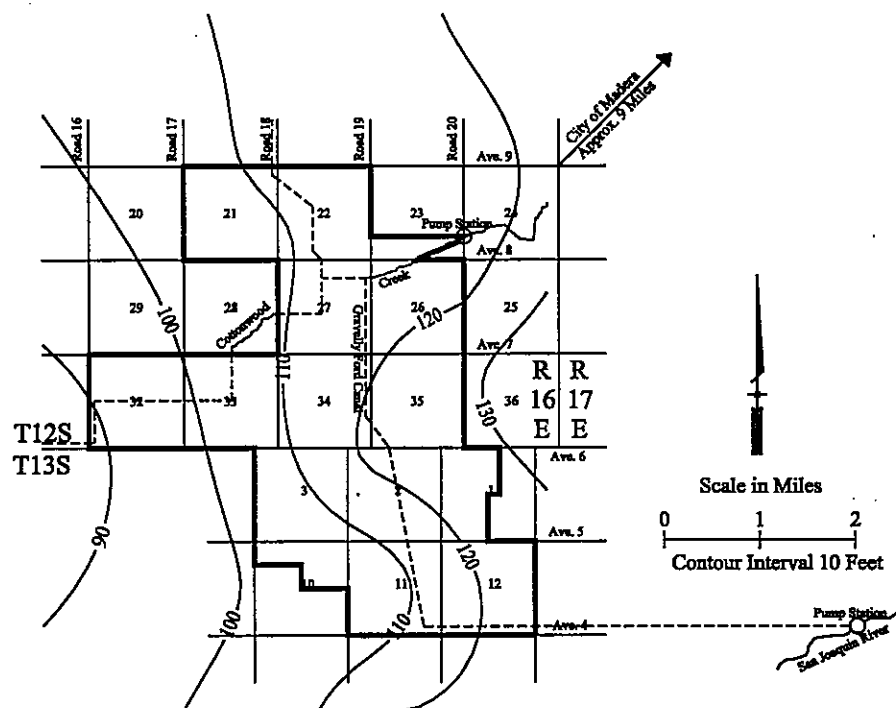 Road 16
Road 17
Road 18
Road 19
Road 20
City of Madera
Approx. 9 Miles
Ave. 9
20
21
22
23
24
Pump Station
Ave. 8
Creek
29
28
27
26
25
100
Cottonwood
Gravelly Ford Canal
120
Ave. 7
110
32
33
34
35
36
R
16
E
R
17
E
130
T12S
T13S
Ave. 6
3
2
1
90
Ave. 5
120
10
11
12
100
110
Ave. 4
Scale in Miles
0
1
2
Contour Interval 10 Feet
Pump Station
San Joaquin River